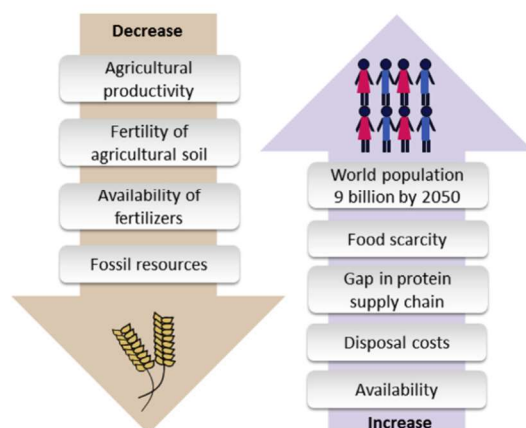 Decrease
Agricultural
productivity
Fertility of
agricultural soil
Availability of
fertilizers
Fossil resources
World population
9 billion by 2050
Food scarcity
Gap in protein
supply chain
Disposal costs
Availability
Increase